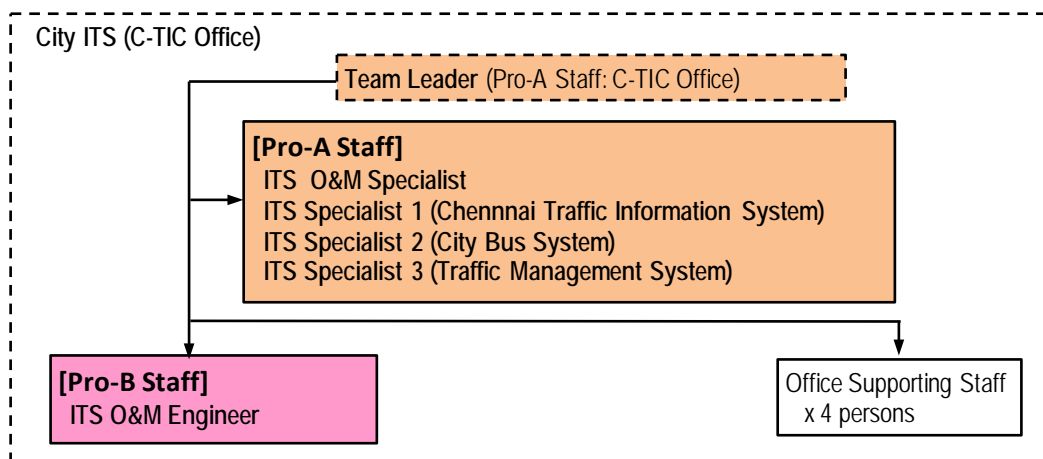 City ITS (C-TIC Office)
Team Leader (Pro-A Staff: C-TIC Office)
[Pro-A Staff]
ITS O&M Specialist
ITS Specialist 1 (Chennnai Traffic Information System)
ITS Specialist 2 (City Bus System)
ITS Specialist 3 (Traffic Management System)
[Pro-B Staff]
ITS O&M Engineer
Office Supporting Staff
x 4 persons